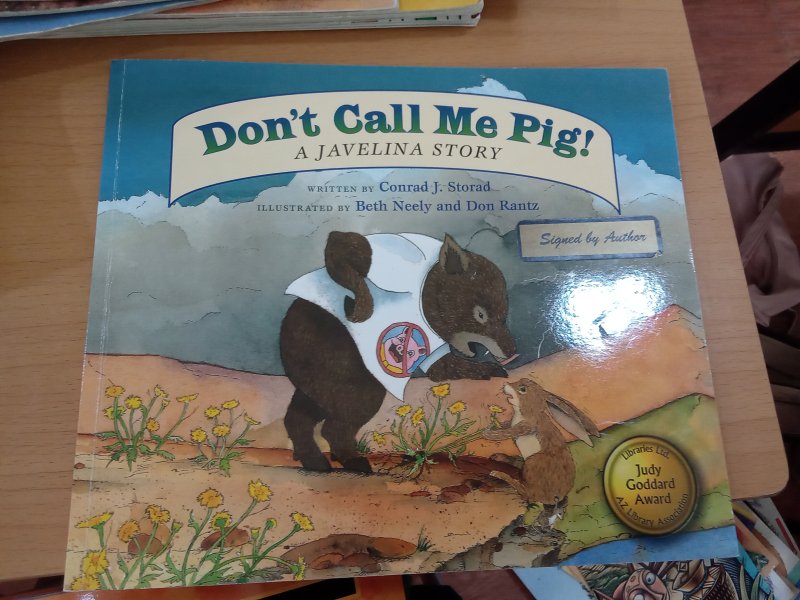 Don't Call Me Pig!
A JAVELINA STORY
WRITTEN BY Conrad J. Storad
ILLUSTRATED BY Beth Neely and Don Rantz
Signed by Author
Libraries Ltd.
Judy
Goddard
Award
AZ Library Association